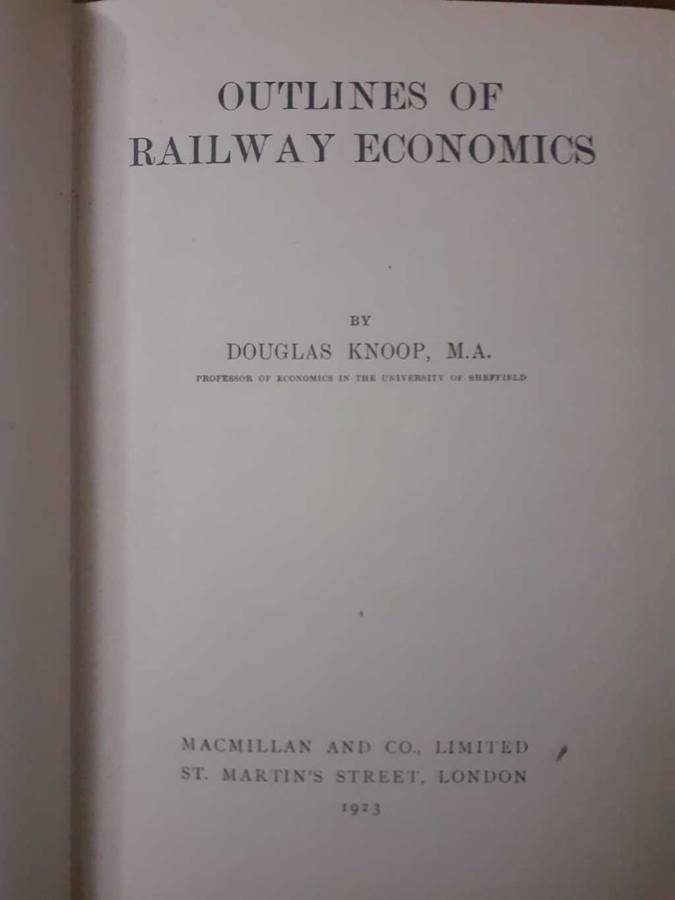 OUTLINES OF
RAILWAY ECONOMICS
BY
DOUGLAS KNOOP, M.A.
PROFESSOR OF ECONOMICS IN THE UNIVERSITY OF SHEFFIELD
MACMILLAN AND CO., LIMITED
ST. MARTIN'S STREET, LONDON
1923